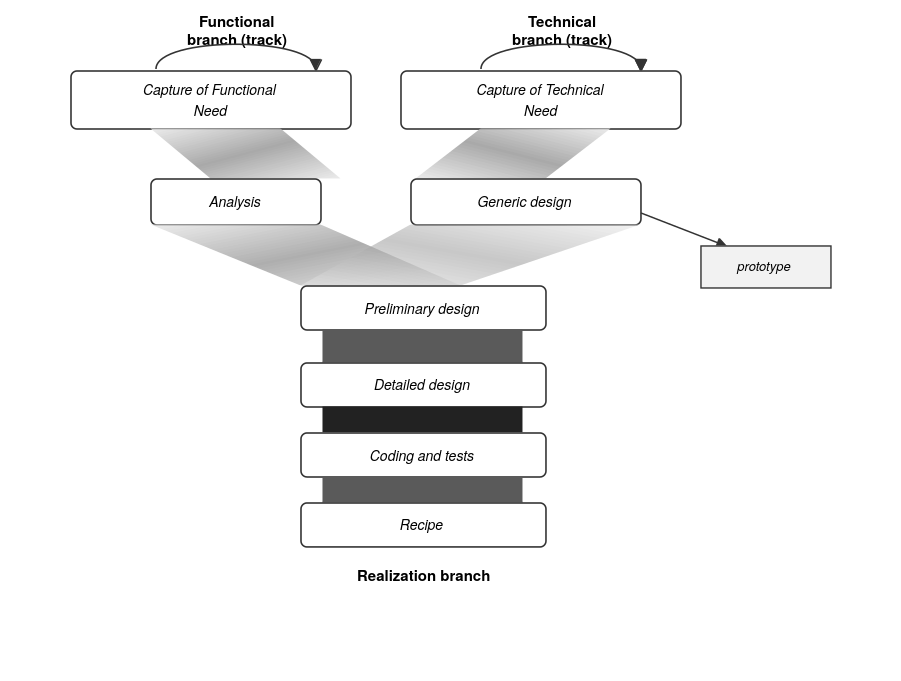 Functional
branch (track)
Technical
branch (track)
Capture of Functional
Need
Capture of Technical
Need
Analysis
Generic design
prototype
Preliminary design
Detailed design
Coding and tests
Recipe
Realization branch